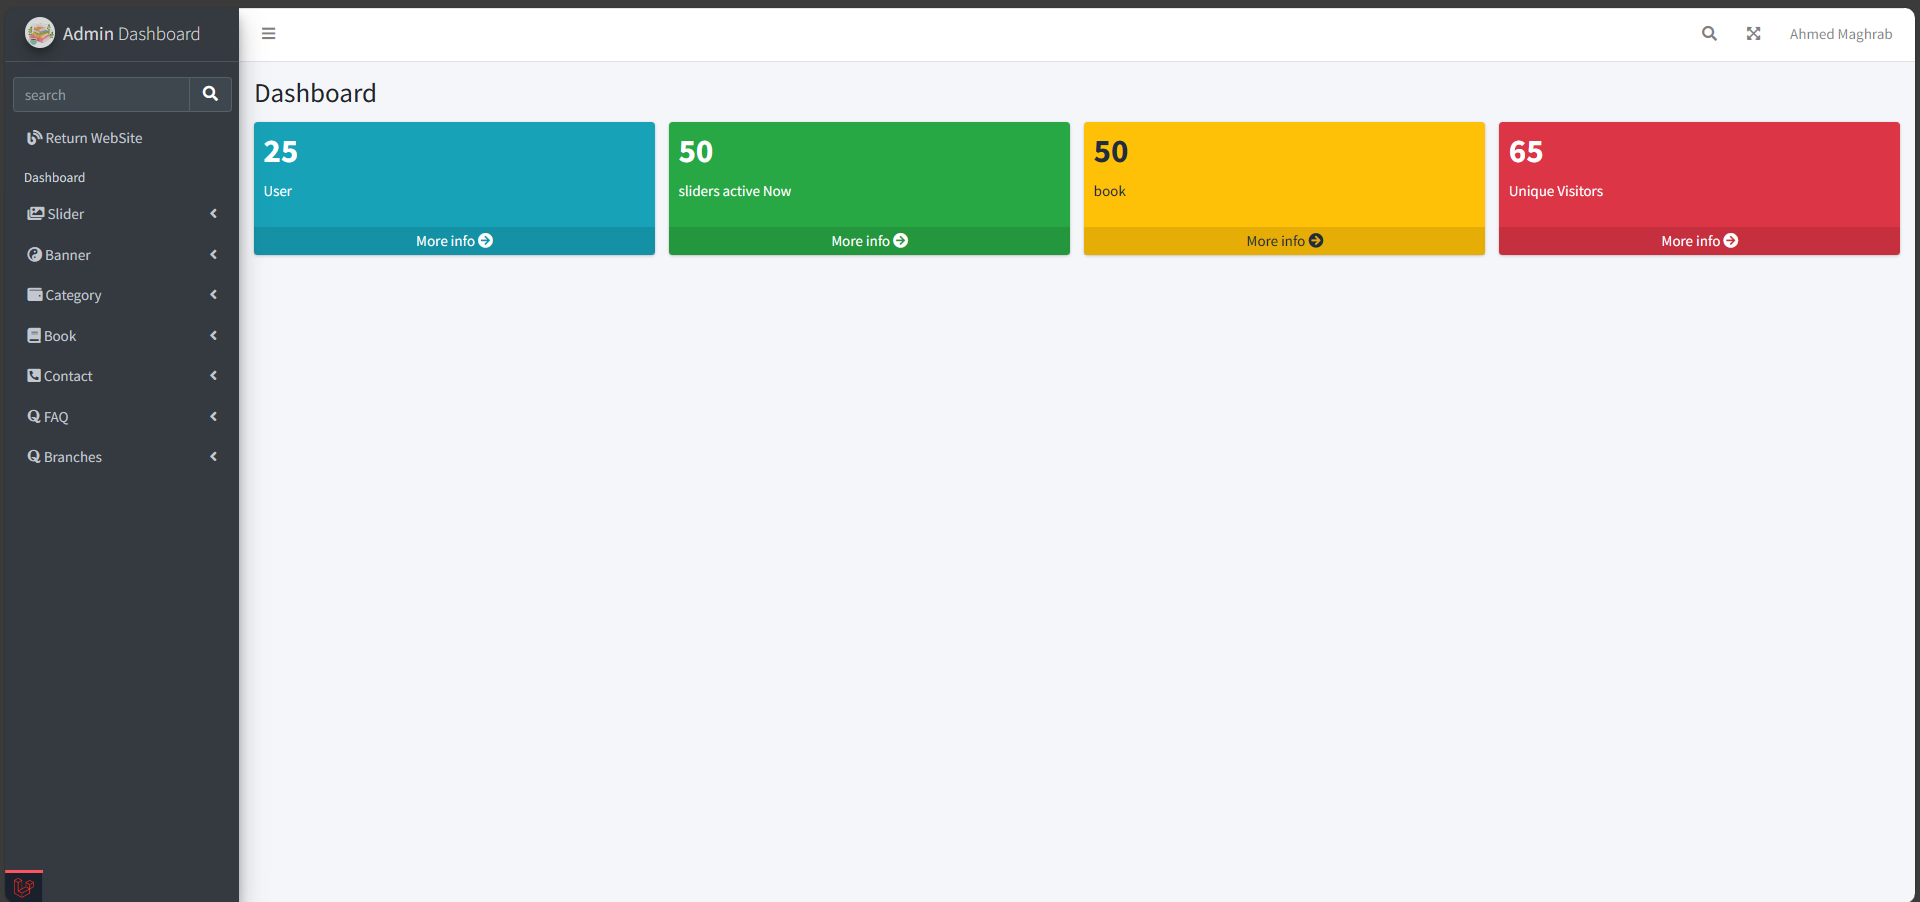 Admin Dashboard
search
Return WebSite
Dashboard
Slider
Banner
Category
Book
Contact
FAQ
Branches
Ahmed Maghrab
Dashboard
25
User
More info
50
sliders active Now
More info
50
book
More info
65
Unique Visitors
More info